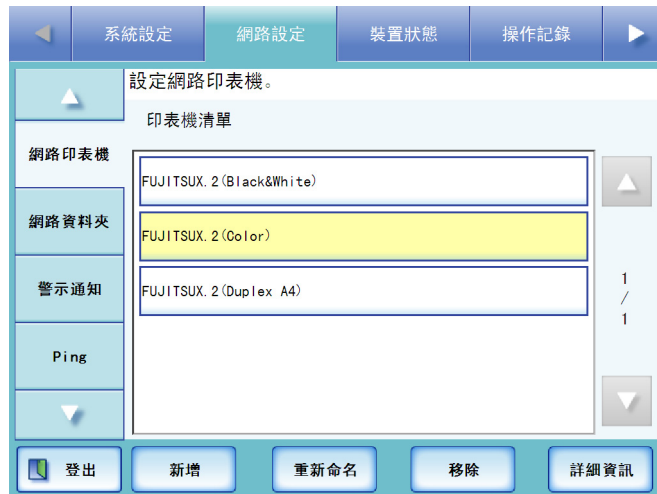 系統設定 網路設定 裝置狀態 操作記錄
設定網路印表機。
印表機清單
網路印表機
FUJITSUX.2(Black&White)
網路資料夾
FUJITSUX.2(Color)
警示通知
FUJITSUX.2(Duplex A4)
1
/
1
Ping
登出 新增 重新命名 移除 詳細資訊